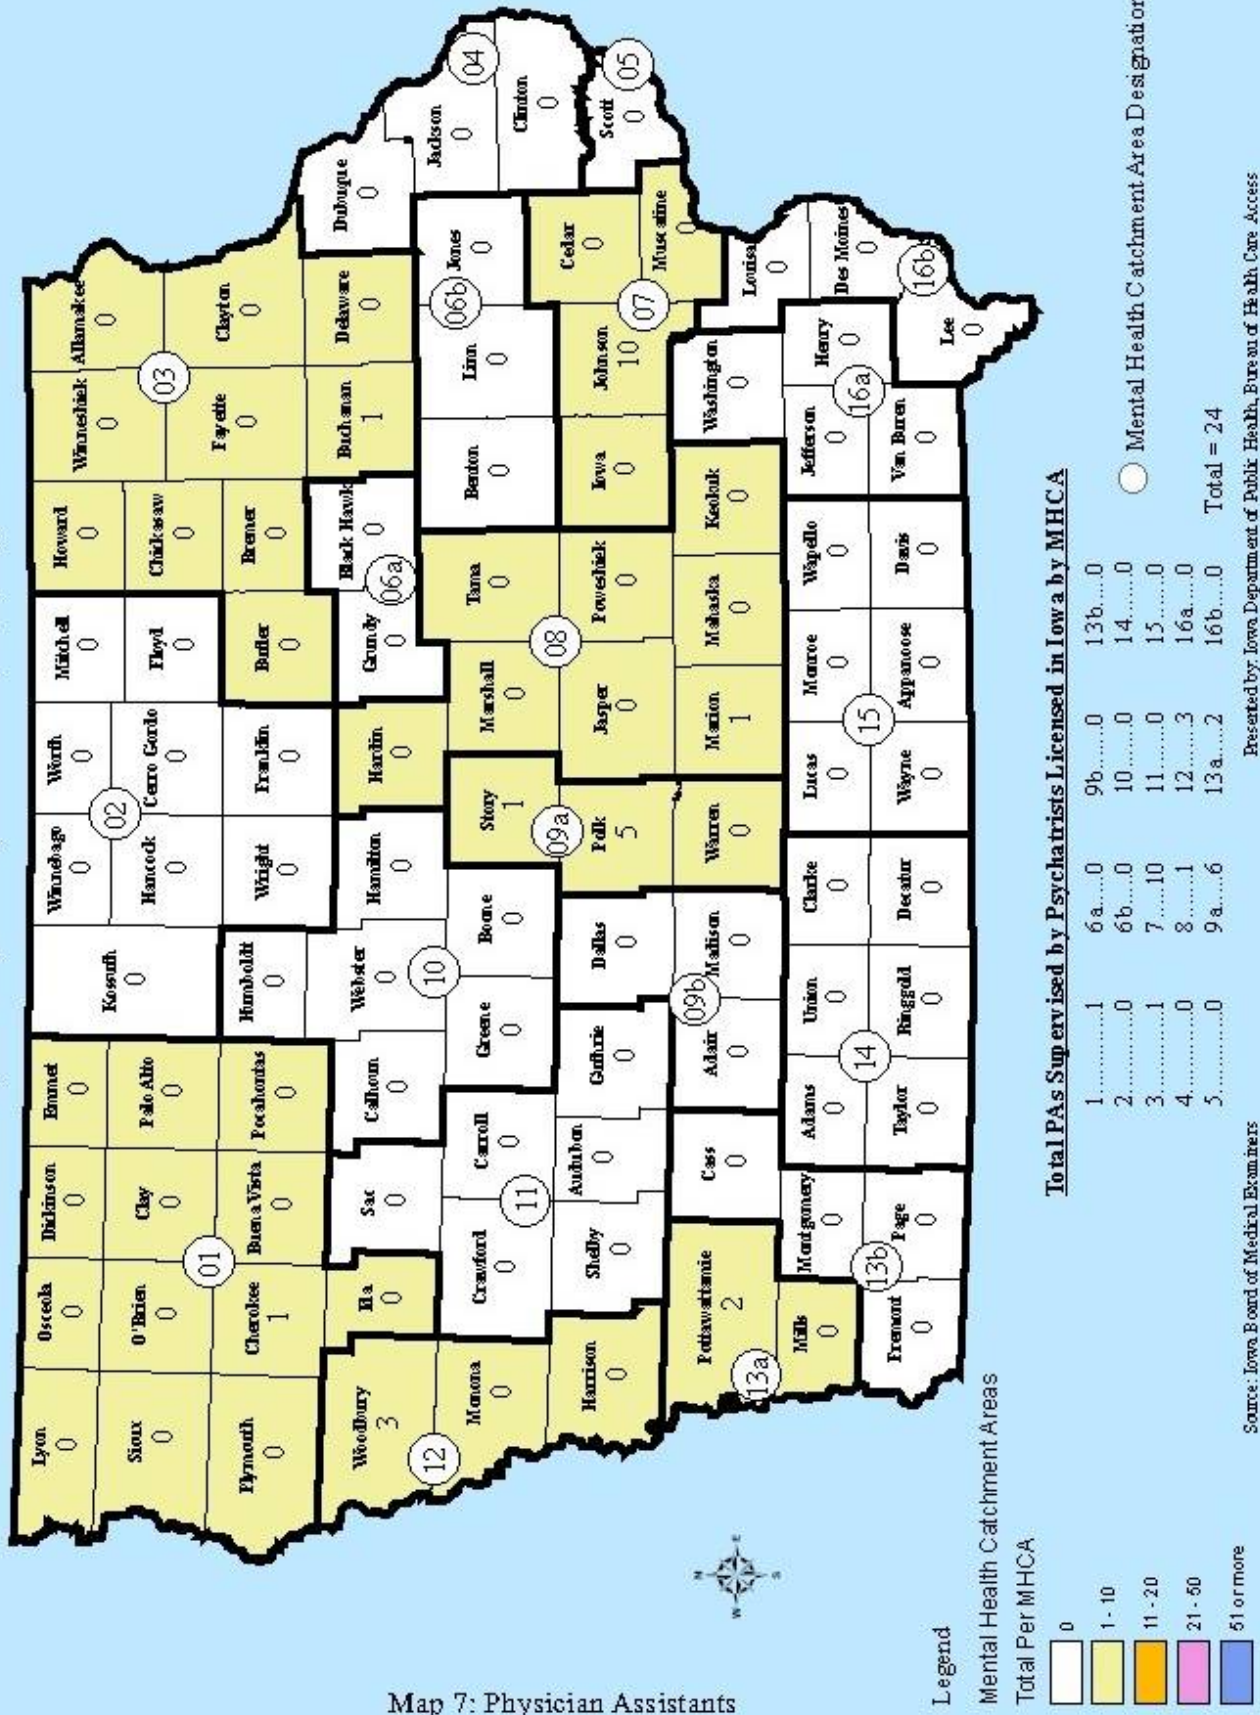 Map 7: Physician Assistants
Lyon
0
Osceola
0
Dickinson
0
Emmet
0
Kossuth
0
Winnebago
0
Worth
0
Mitchell
0
Howard
0
Winneshiek
0
Allamakee
0
Sioux
0
O'Brien
0
Clay
0
Palo Alto
0
Hancock
0
Cerro Gordo
0
Floyd
0
Chickasaw
0
Fayette
0
Clayton
0
01
02
03
Plymouth
0
Cherokee
1
Buena Vista
0
Pocahontas
0
Humboldt
0
Wright
0
Franklin
0
Butler
0
Bremer
0
Buchanan
1
Delaware
0
Dubuque
0
Woodbury
3
Ida
0
Sac
0
Calhoun
0
Webster
0
Hamilton
0
Hardin
0
Grundy
0
Black Hawk
0
06a
Jackson
0
04
12
10
06b
Monona
0
Crawford
0
Carroll
0
Greene
0
Boone
0
Story
1
Marshall
0
Tama
0
Benton
0
Linn
0
Jones
0
Clinton
0
11
09a
08
Harrison
0
Shelby
0
Audubon
0
Guthrie
0
Dallas
0
Polk
5
Jasper
0
Poweshiek
0
Iowa
0
Johnson
10
Cedar
0
Scott
0
05
07
Muscatine
0
Pottawattamie
2
Cass
0
Adair
0
09b
Madison
0
Warren
0
Marion
1
Mahaska
0
Keokuk
0
Washington
0
Louisa
0
13a
Mills
0
Montgomery
0
Adams
0
Union
0
Clarke
0
Lucas
0
Monroe
0
Wapello
0
Jefferson
0
Henry
0
Des Moines
0
13b
14
15
16a
16b
Fremont
0
Page
0
Taylor
0
Ringgold
0
Decatur
0
Wayne
0
Appanoose
0
Davis
0
Van Buren
0
Lee
0
N
W
E
S
Legend
Mental Health Catchment Areas
Total Per MHCA
0
1 - 10
11 - 20
21 - 50
51 or more
Total PAs Supervised by Psychatrists Licensed in Iowa by MHCA
1............1 6a....0 9b.....0 13b....0
2............0 6b....0 10......0 14......0
3............1 7......10 11......0 15......0
4............0 8......1 12......3 16a....0
5............0 9a....6 13a....2 16b....0
Mental Health Catchment Area Designation
Total = 24
Source: Iowa Board of Medical Examiners
Presented by Iowa Department of Public Health, Bureau of Health Care Access